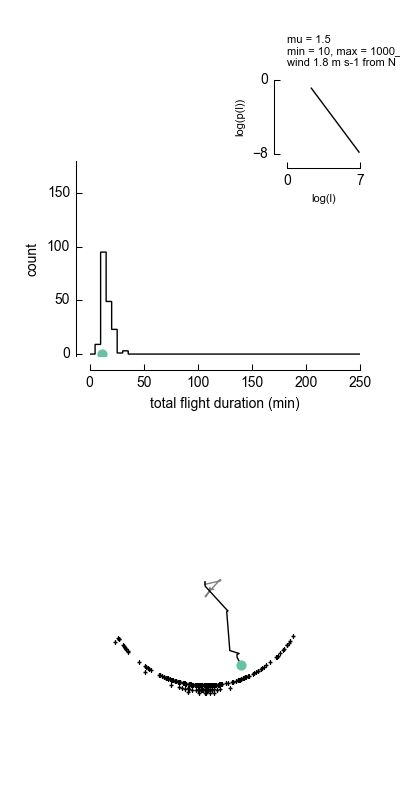 mu = 1.5
min = 10, max = 1000_
wind 1.8 m s-1 from N
0
log(p(l))
−8
0
7
log(l)
150
100
count
50
0
0
50
100
150
200
250
total flight duration (min)